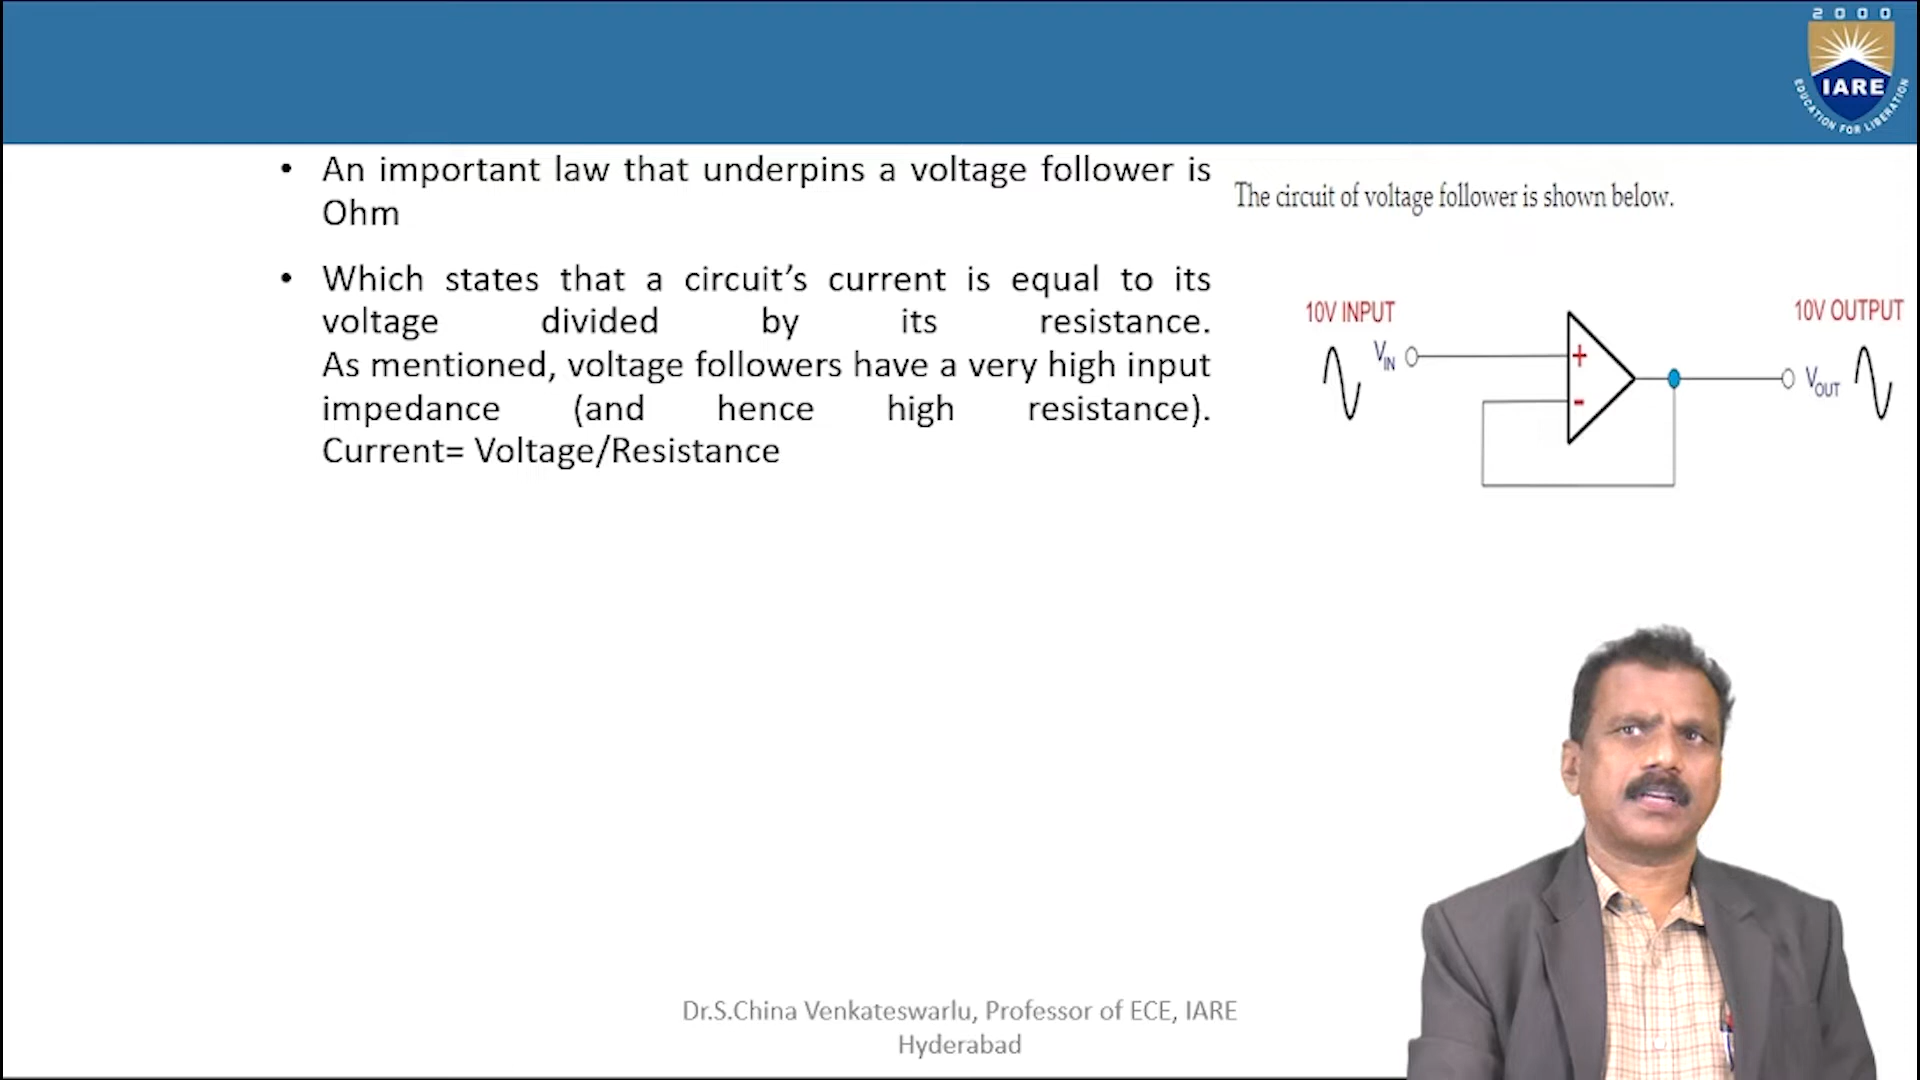 2000
IARE
EDUCATION FOR LIBERATION
• An important law that underpins a voltage follower is
Ohm
• Which states that a circuit’s current is equal to its
voltage divided by its resistance.
As mentioned, voltage followers have a very high input
impedance (and hence high resistance).
Current= Voltage/Resistance
The circuit of voltage follower is shown below.
10V INPUT
10V OUTPUT
VIN
+
-
VOUT
Dr.S.China Venkateswarlu, Professor of ECE, IARE
Hyderabad